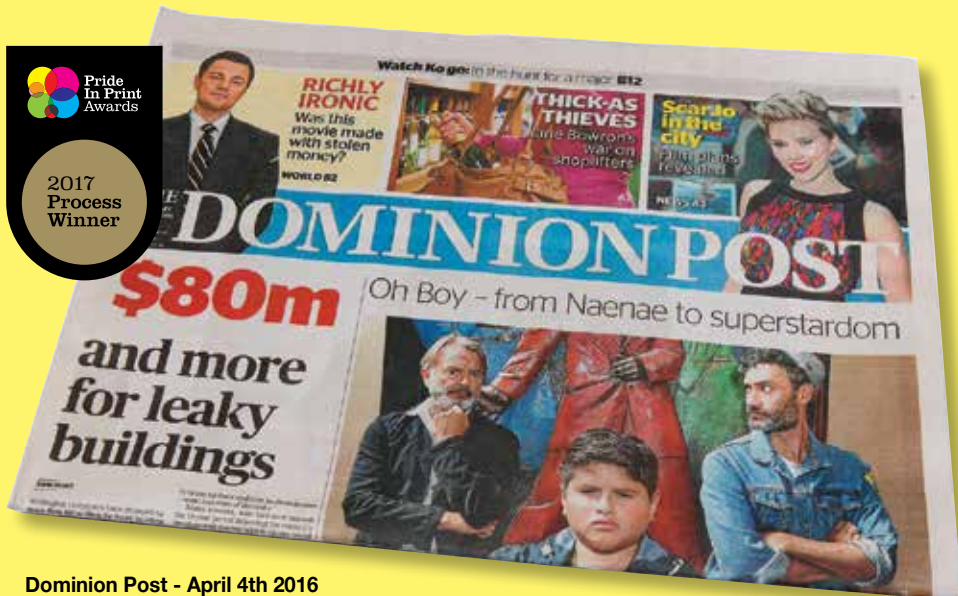 Pride
In Print
Awards
2017
Process
Winner
Watch Ko go: In the hunt for a major B12
RICHLY
IRONIC
Was this
movie made
with stolen
money?
WORLD B2
THICK-AS
THIEVES
Jane Bowron's
war on
shoplifters
ScarJo
in the
city
Film plans
revealed
NEWS A3
THE
DOMINION POST
$80m
and more
for leaky
buildings
Oh Boy – from Naenae to superstardom
Dominion Post - April 4th 2016